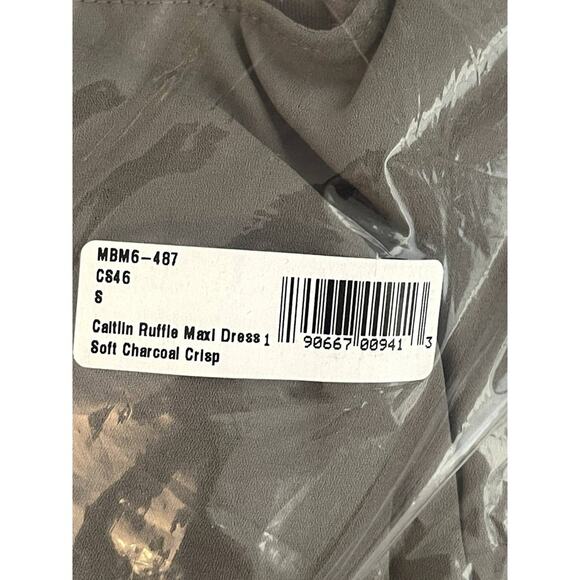 MBM6-487
CS46
S
Caitlin Ruffle Maxi Dress
Soft Charcoal Crisp
1 90667 00941 3